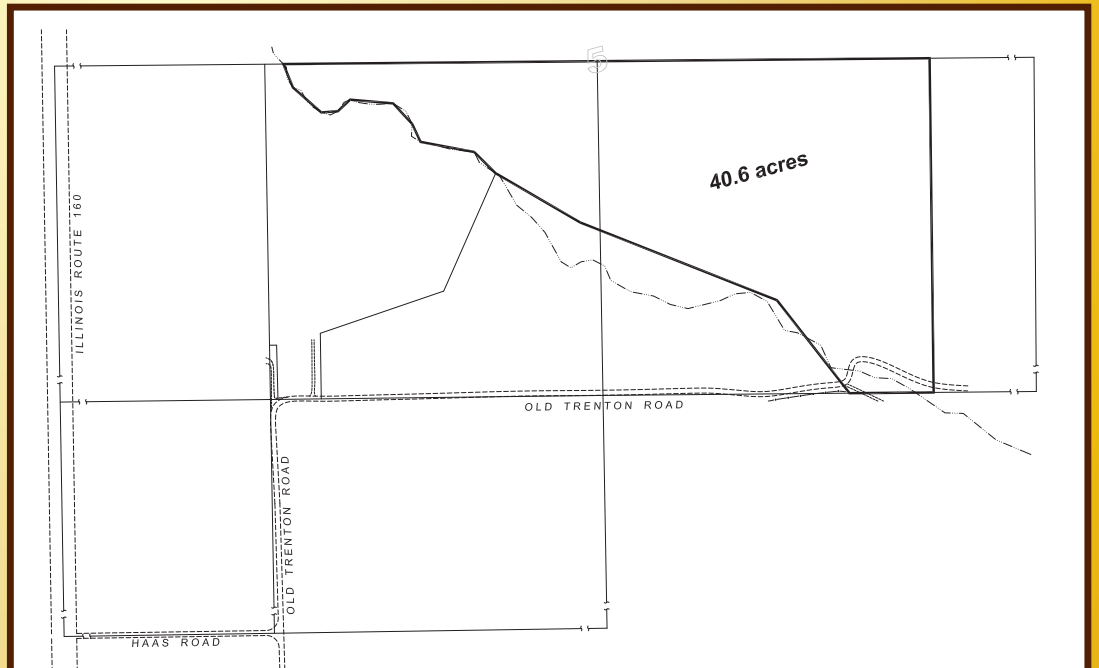 5
40.6 acres
ILLINOIS ROUTE 160
OLD TRENTON ROAD
OLD TRENTON ROAD
HAAS ROAD